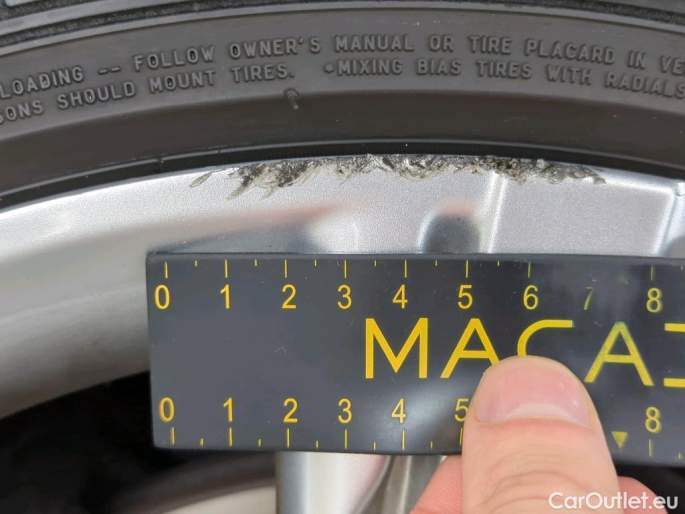 LOADING -- FOLLOW OWNER'S MANUAL OR TIRE PLACARD IN VE
SONS SHOULD MOUNT TIRES. •MIXING BIAS TIRES WITH RADIALS
0 1 2 3 4 5 6 7 8
MACA
0 1 2 3 4 5 8
CarOutlet.eu